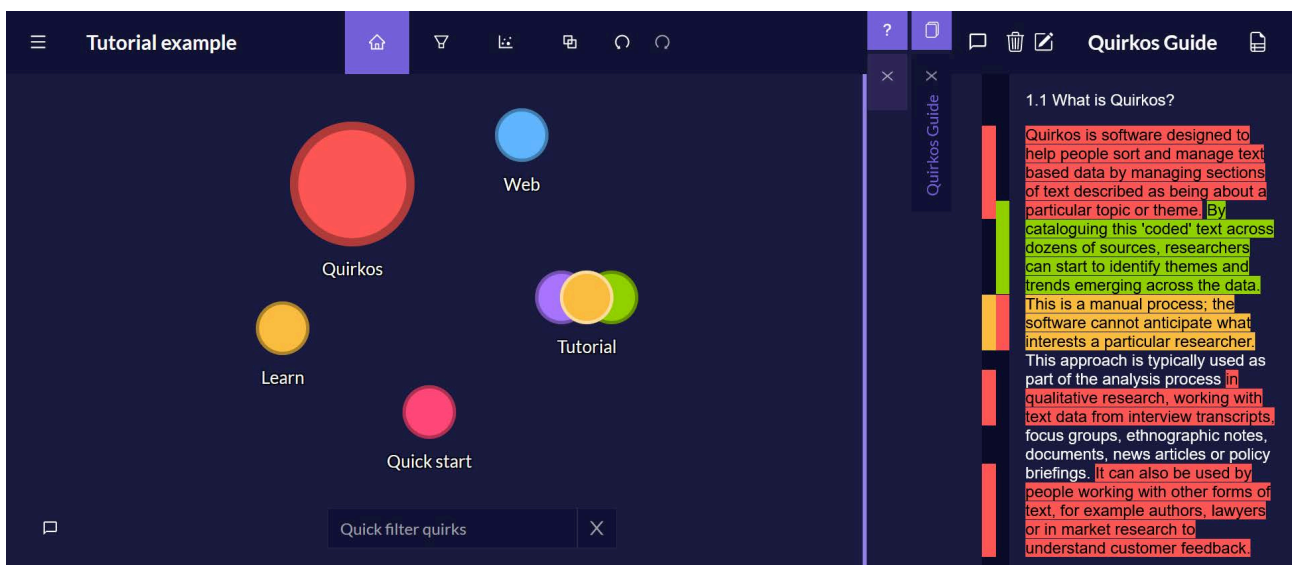 Tutorial example
?
Quirkos Guide
Quirkos Guide
Web
Quirkos
Tutorial
Learn
Quick start
Quick filter quirks
X
1.1 What is Quirkos?
Quirkos is software designed to
help people sort and manage text
based data by managing sections
of text described as being about a
particular topic or theme. By
cataloguing this 'coded' text across
dozens of sources, researchers
can start to identify themes and
trends emerging across the data.
This is a manual process; the
software cannot anticipate what
interests a particular researcher.
This approach is typically used as
part of the analysis process in
qualitative research, working with
text data from interview transcripts,
focus groups, ethnographic notes,
documents, news articles or policy
briefings. It can also be used by
people working with other forms of
text, for example authors, lawyers
or in market research to
understand customer feedback.